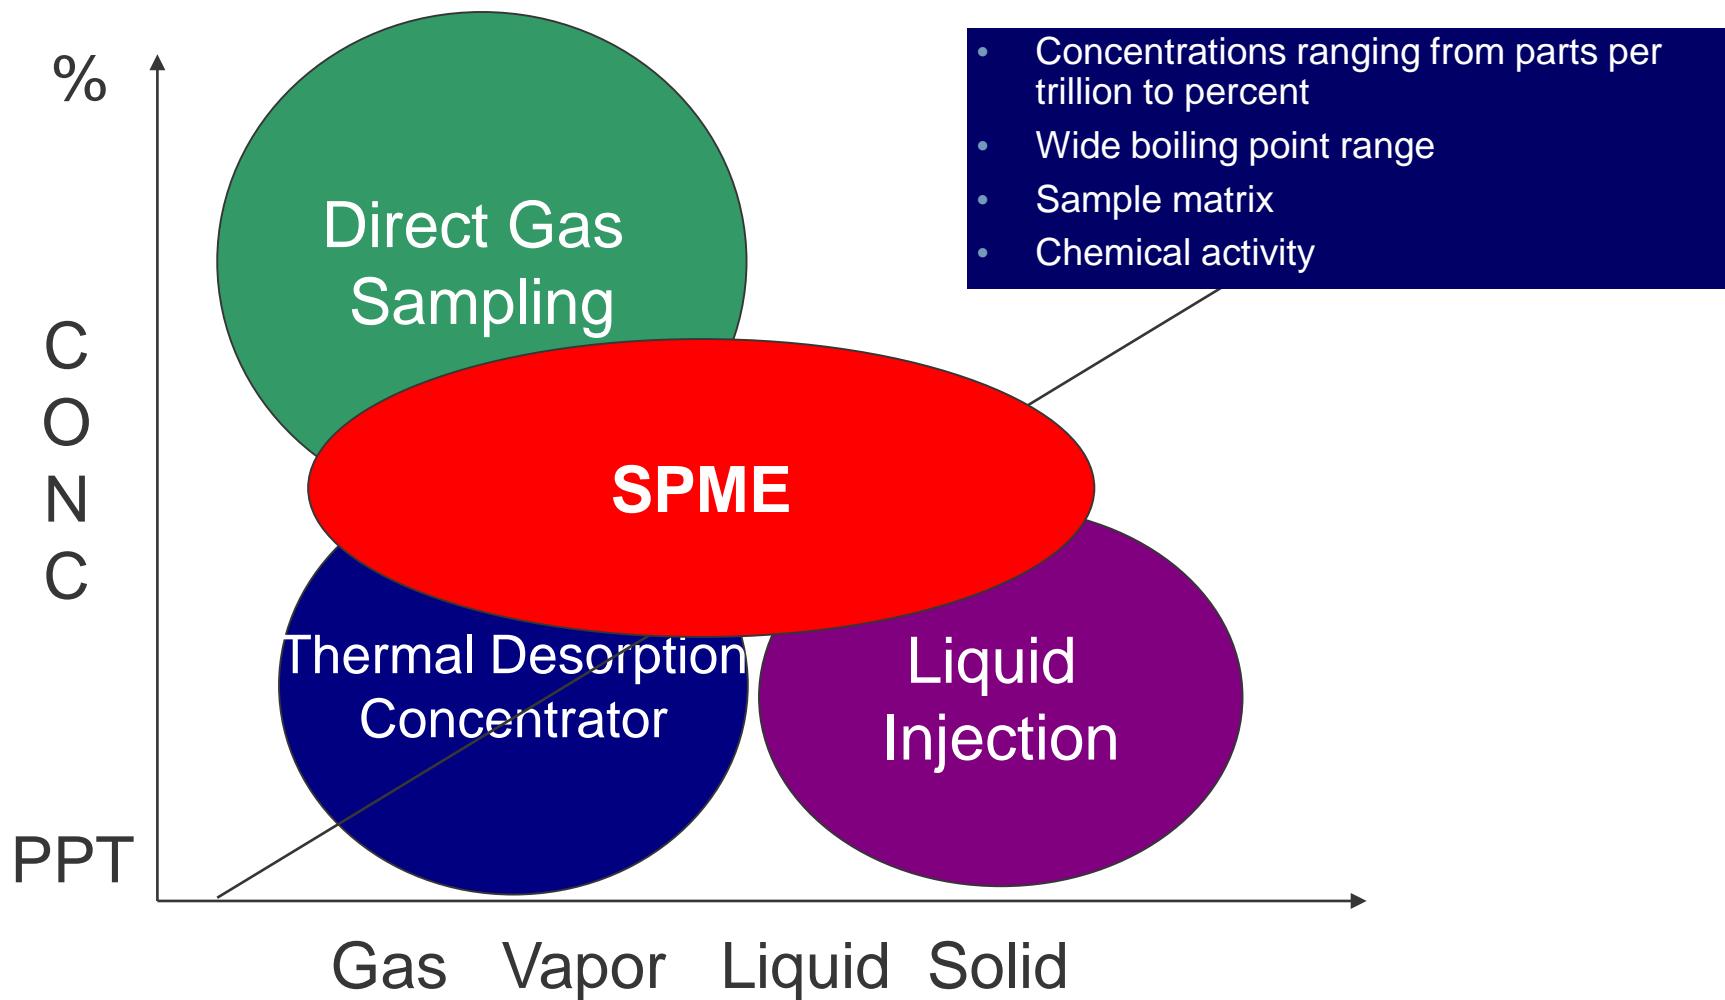 %
C
O
N
C
PPT
Direct Gas
Sampling
SPME
Thermal Desorption
Concentrator
Liquid
Injection
Gas Vapor Liquid Solid
• Concentrations ranging from parts per
trillion to percent
• Wide boiling point range
• Sample matrix
• Chemical activity